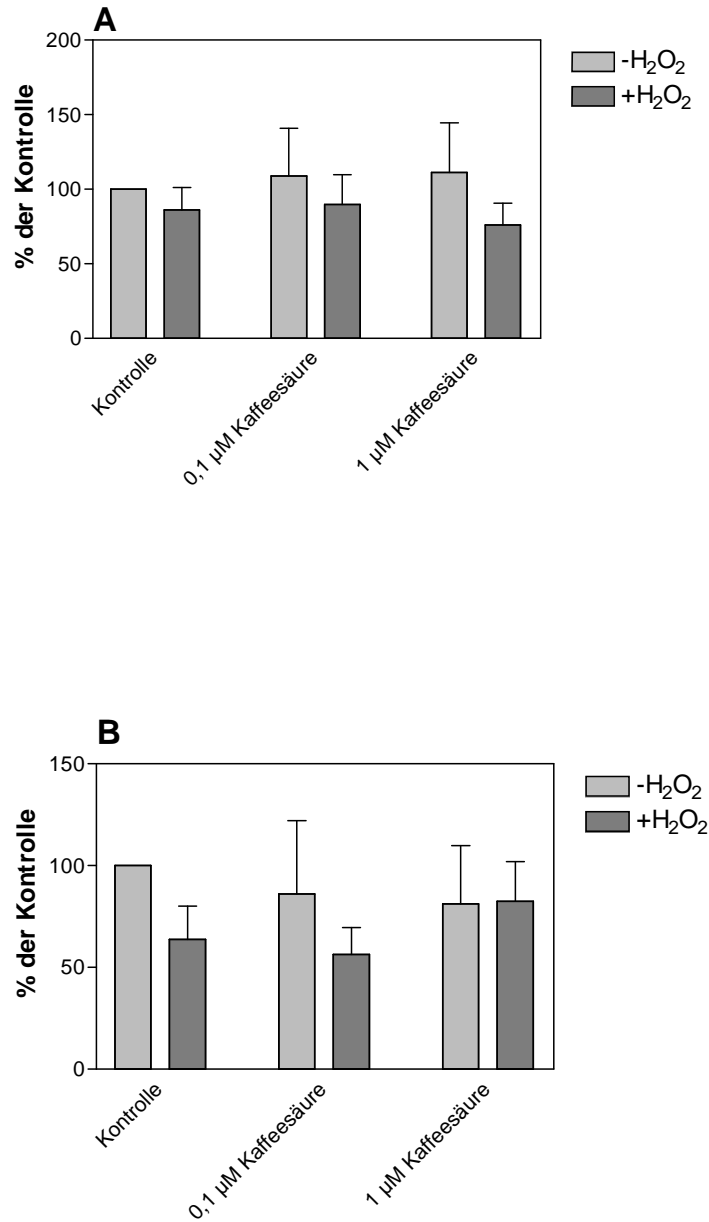 A
200
150
100
50
0
% der Kontrolle
-H₂O₂
+H₂O₂
Kontrolle
0,1 µM Kaffeesäure
1 µM Kaffeesäure
B
150
100
50
0
% der Kontrolle
-H₂O₂
+H₂O₂
Kontrolle
0,1 µM Kaffeesäure
1 µM Kaffeesäure